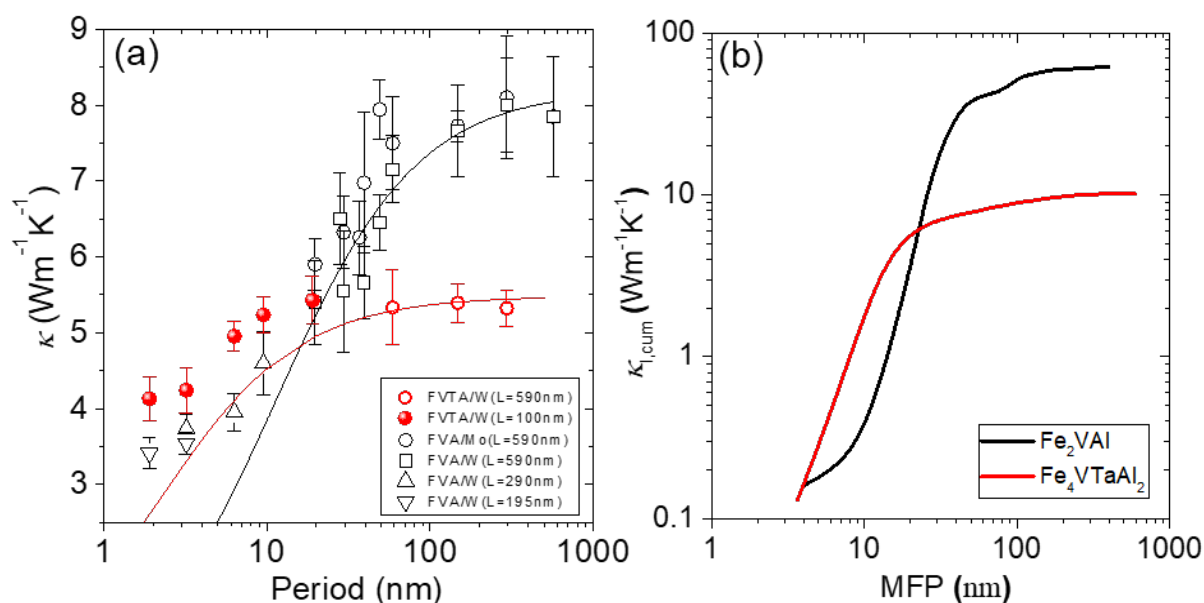 (a)
9
8
7
6
5
4
3
κ (Wm⁻¹K⁻¹)
1
10
100
1000
Period (nm)
FVTA/W(L=590nm)
FVTA/W(L=100nm)
FVA/Mo(L=590nm)
FVA/W(L=590nm)
FVA/W(L=290nm)
FVA/W(L=195nm)
(b)
100
10
1
0.1
κl,cum (Wm⁻¹K⁻¹)
1
10
100
1000
MFP (nm)
Fe₂VAl
Fe₄VTaAl₂